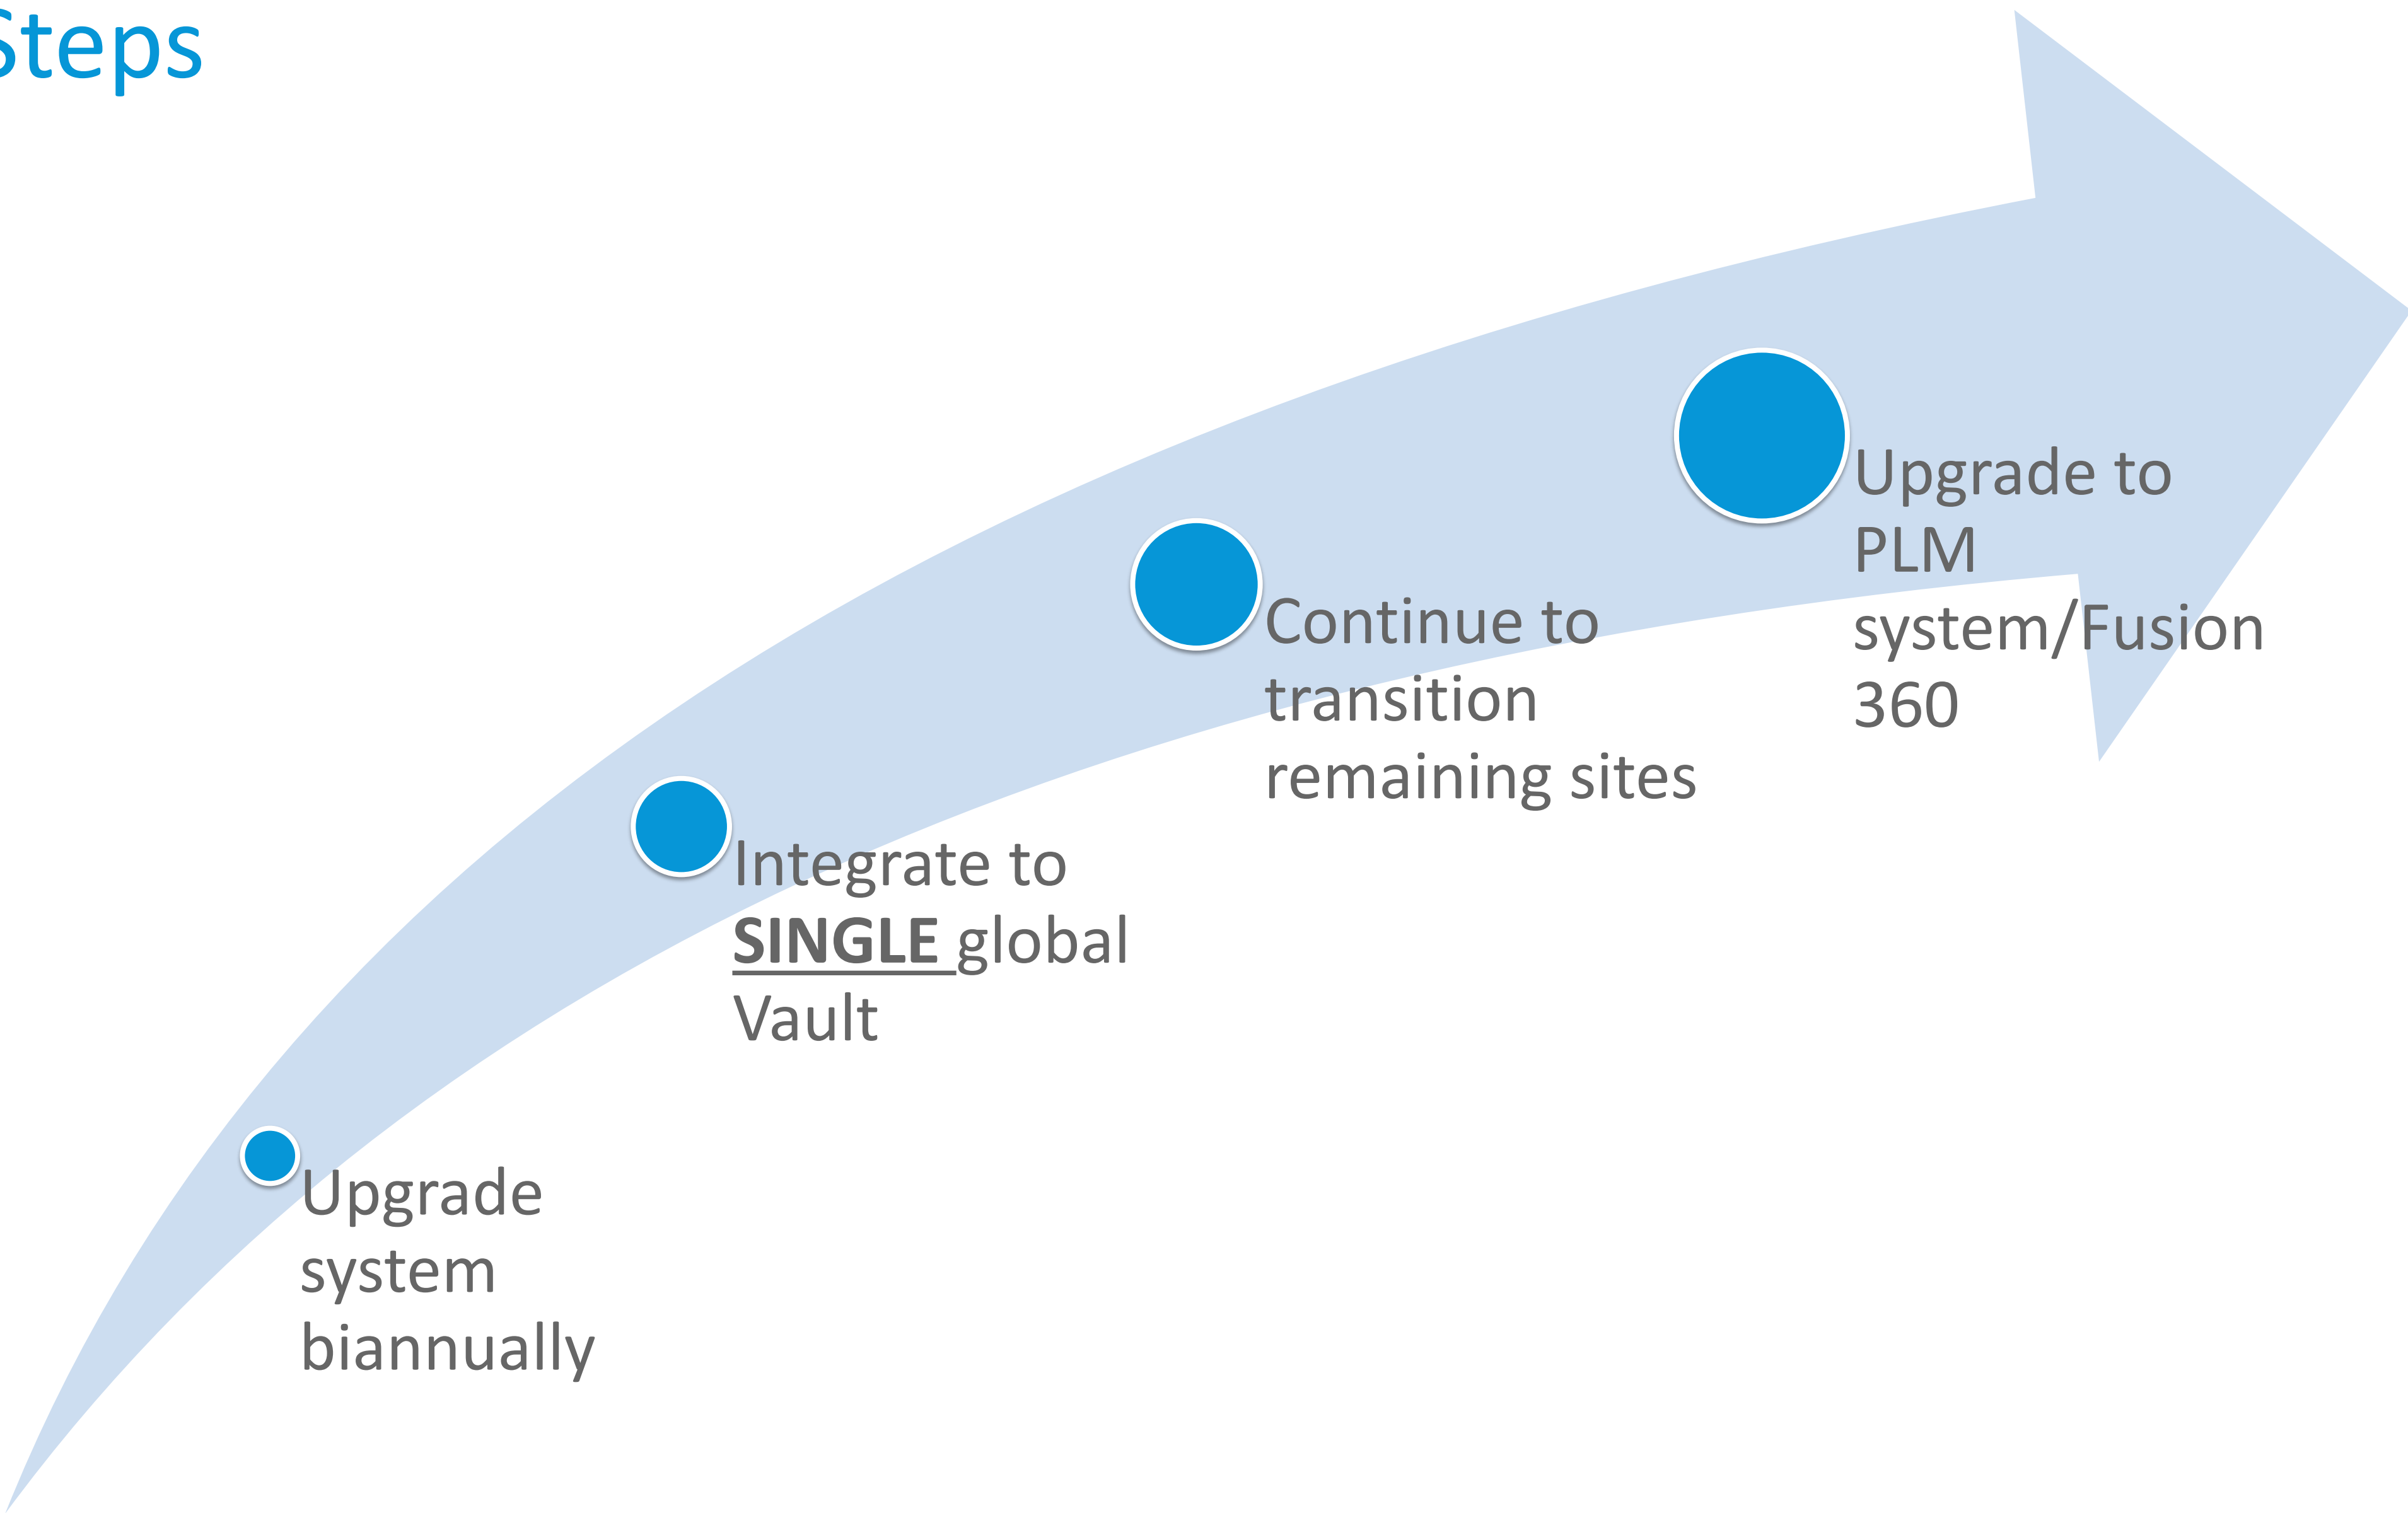 Steps
Upgrade to
PLM
system/Fusion
360
Continue to
transition
remaining sites
Integrate to
SINGLE global
Vault
Upgrade
system
biannually